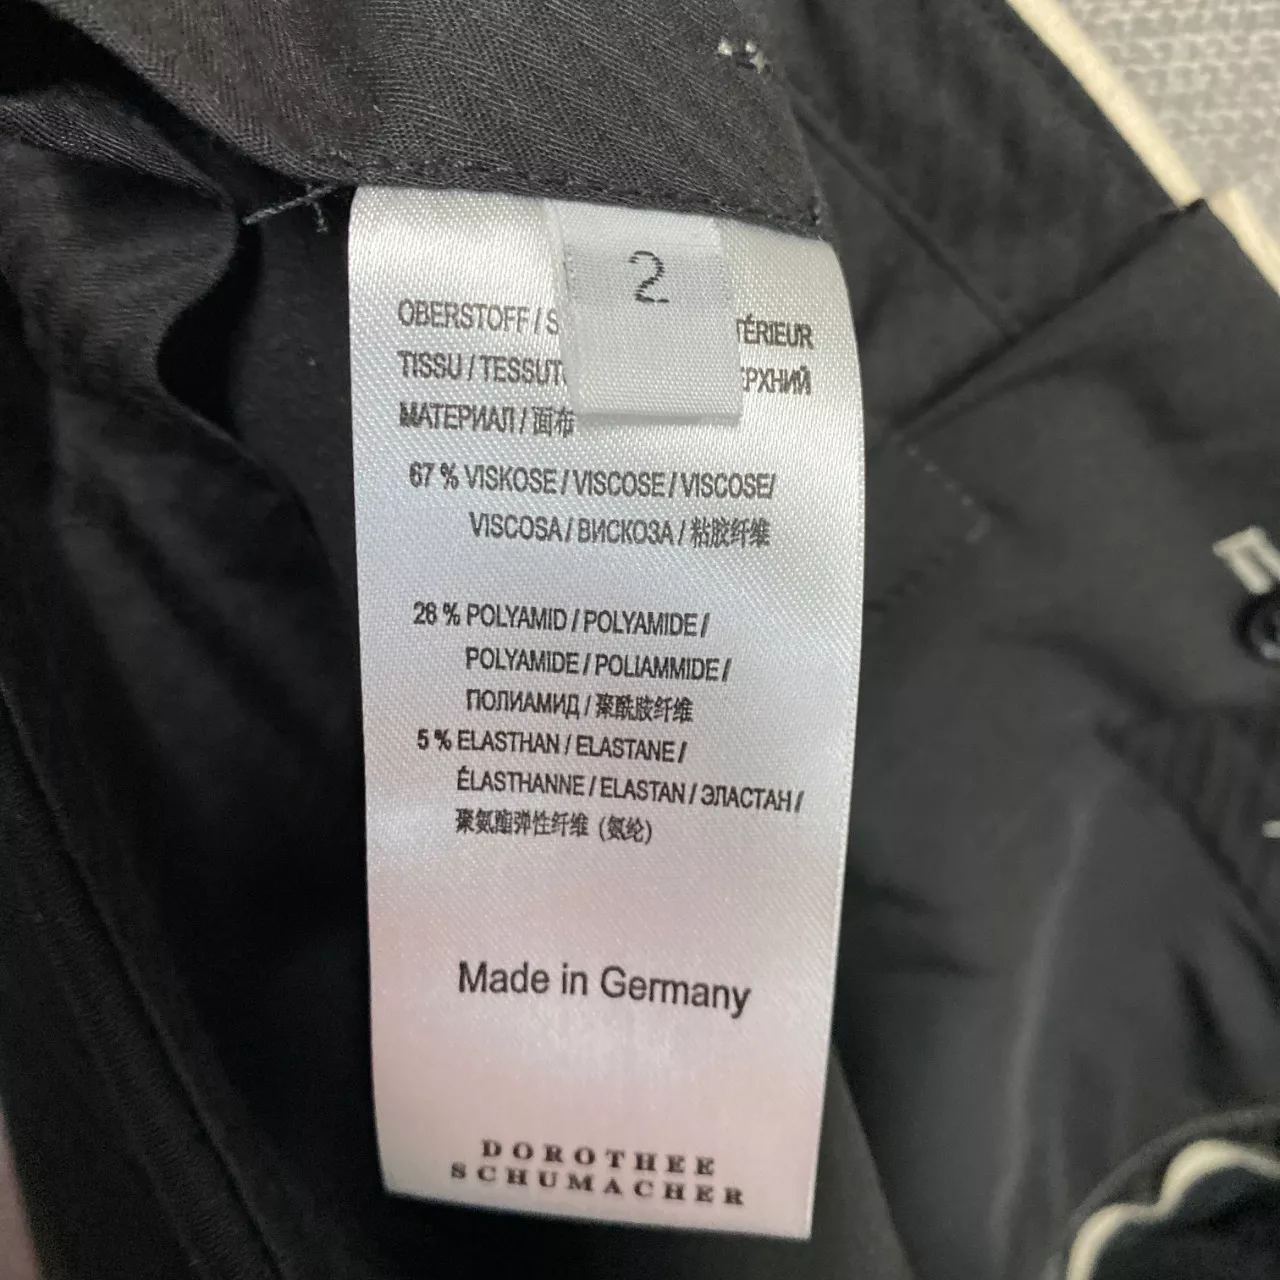 2
OBERSTOFF / S TÉRIEUR
TISSU / TESSUT РХНИЙ
МАТЕРИАЛ / 面布
67 % VISKOSE / VISCOSE / VISCOSE/
VISCOSA / ВИСКОЗА / 粘胶纤维
28 % POLYAMID / POLYAMIDE /
POLYAMIDE / POLIAMMIDE /
ПОЛИАМИД / 聚酰胺纤维
5 % ELASTHAN / ELASTANE /
ÉLASTHANNE / ELASTAN / ЭЛАСТАН /
聚氨酯弹性纤维 (氨纶)
Made in Germany
DOROTHEE
SCHUMACHER